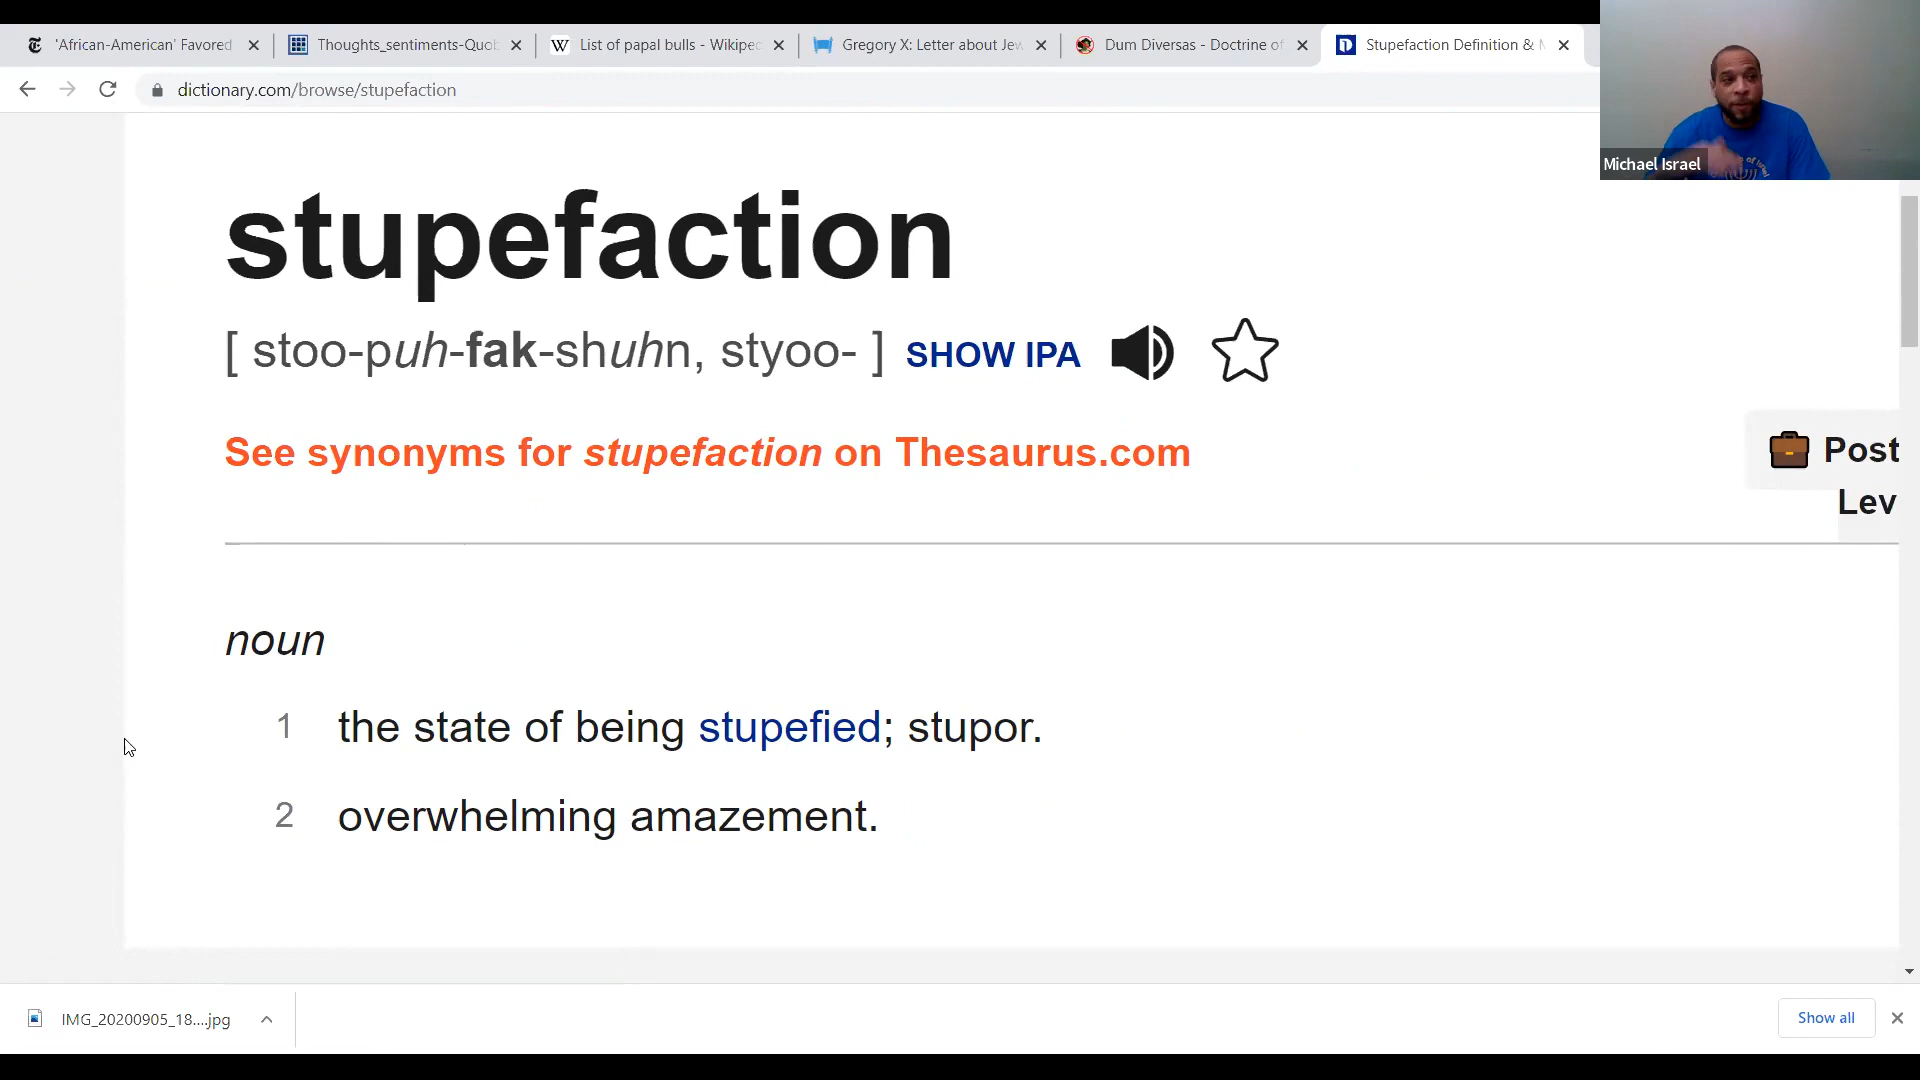 'African-American' Favored
Thoughts_sentiments-Quob
List of papal bulls - Wikipec
Gregory X: Letter about Jew
Dum Diversas - Doctrine of
Stupefaction Definition & M
dictionary.com/browse/stupefaction
Michael Israel
stupefaction
[ stoo-puh-fak-shuhn, styoo- ] SHOW IPA
See synonyms for stupefaction on Thesaurus.com
Post
Lev
noun
1 the state of being stupefied; stupor.
2 overwhelming amazement.
IMG_20200905_18....jpg
Show all